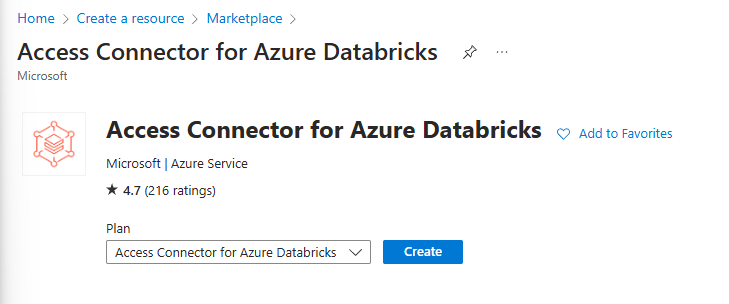 Home > Create a resource > Marketplace >
Access Connector for Azure Databricks ...
Microsoft
Access Connector for Azure Databricks Add to Favorites
Microsoft | Azure Service
★ 4.7 (216 ratings)
Plan
Access Connector for Azure Databricks Create